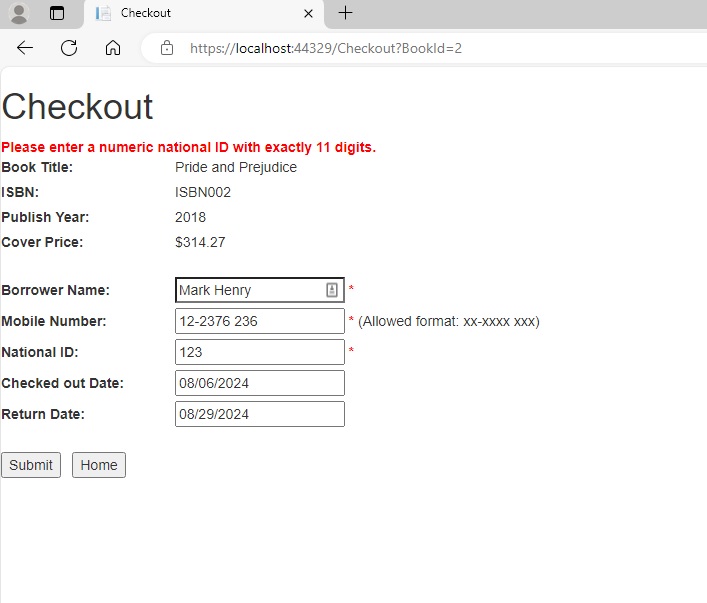 Checkout
https://localhost:44329/Checkout?BookId=2
Checkout
Please enter a numeric national ID with exactly 11 digits.
Book Title: Pride and Prejudice
ISBN: ISBN002
Publish Year: 2018
Cover Price: $314.27
Borrower Name: Mark Henry *
Mobile Number: 12-2376 236 * (Allowed format: xx-xxxx xxx)
National ID: 123 *
Checked out Date: 08/06/2024
Return Date: 08/29/2024
Submit Home